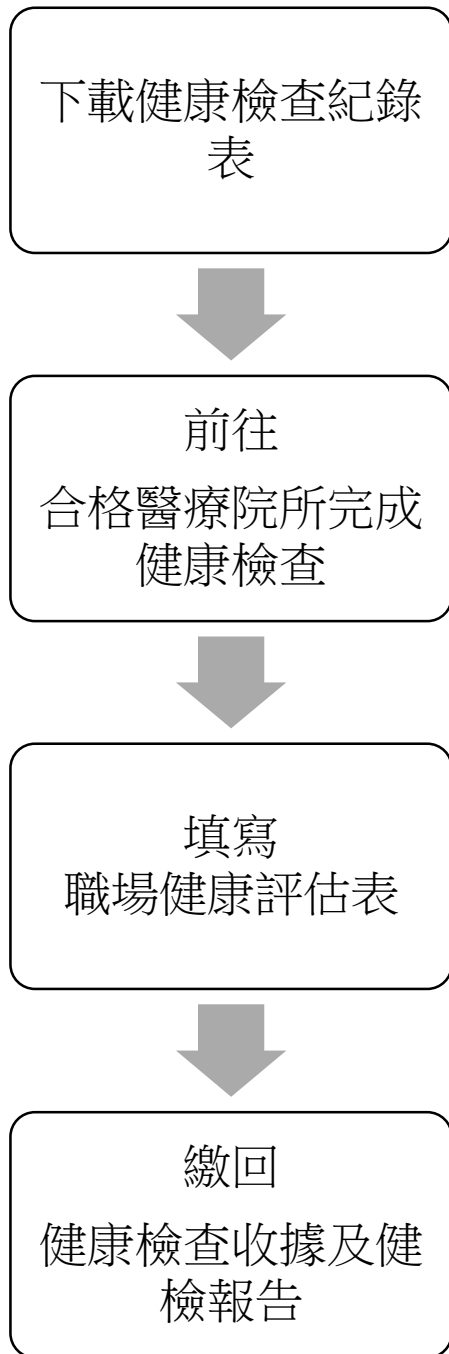 下載健康檢查紀錄
表
前往
合格醫療院所完成
健康檢查
填寫
職場健康評估表
繳回
健康檢查收據及健
檢報告